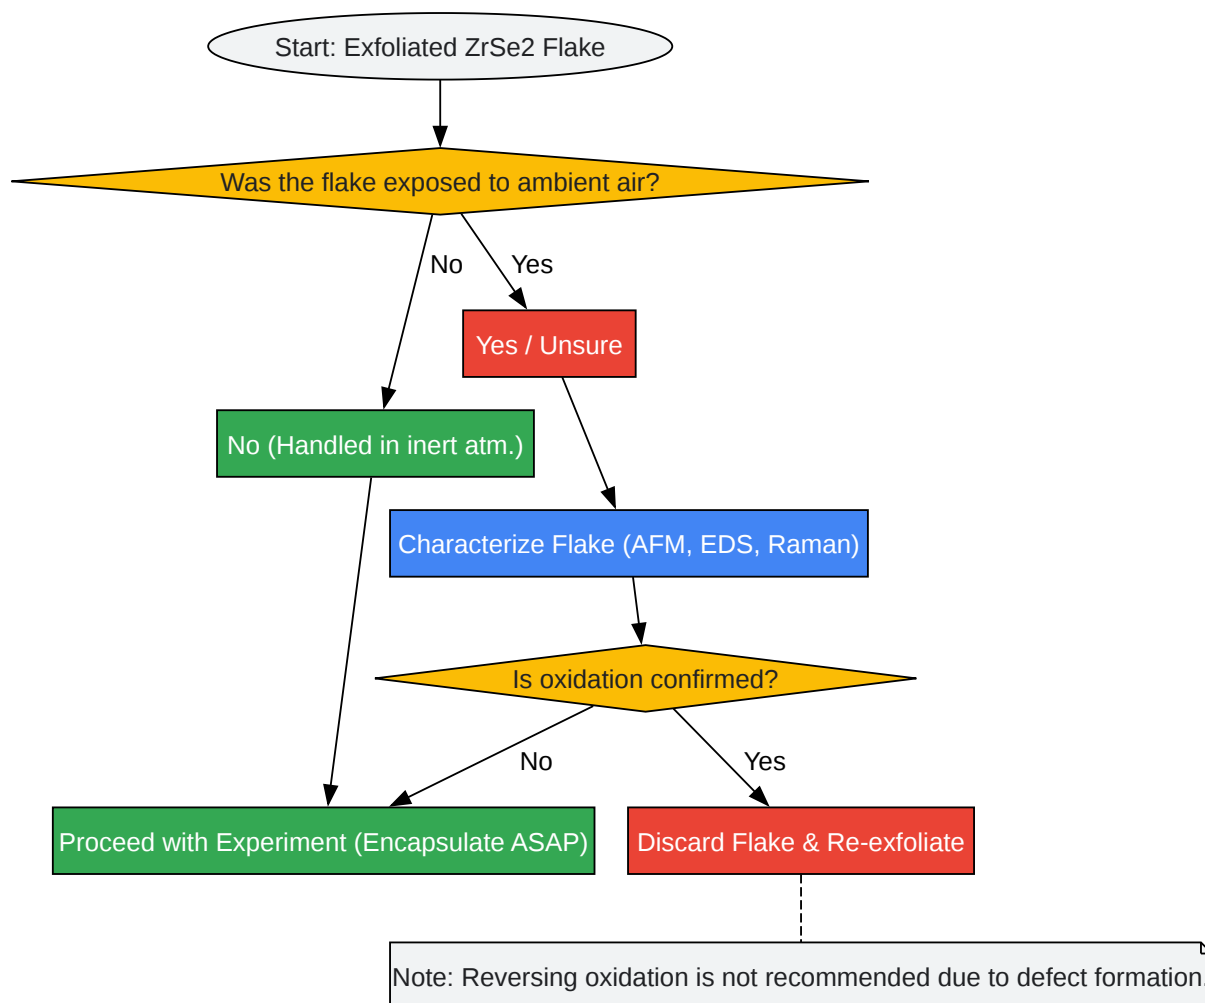 Start: Exfoliated ZrSe2 Flake
Was the flake exposed to ambient air?
No
Yes
Yes / Unsure
No (Handled in inert atm.)
Characterize Flake (AFM, EDS, Raman)
Is oxidation confirmed?
No
Yes
Proceed with Experiment (Encapsulate ASAP)
Discard Flake & Re-exfoliate
Note: Reversing oxidation is not recommended due to defect formation.